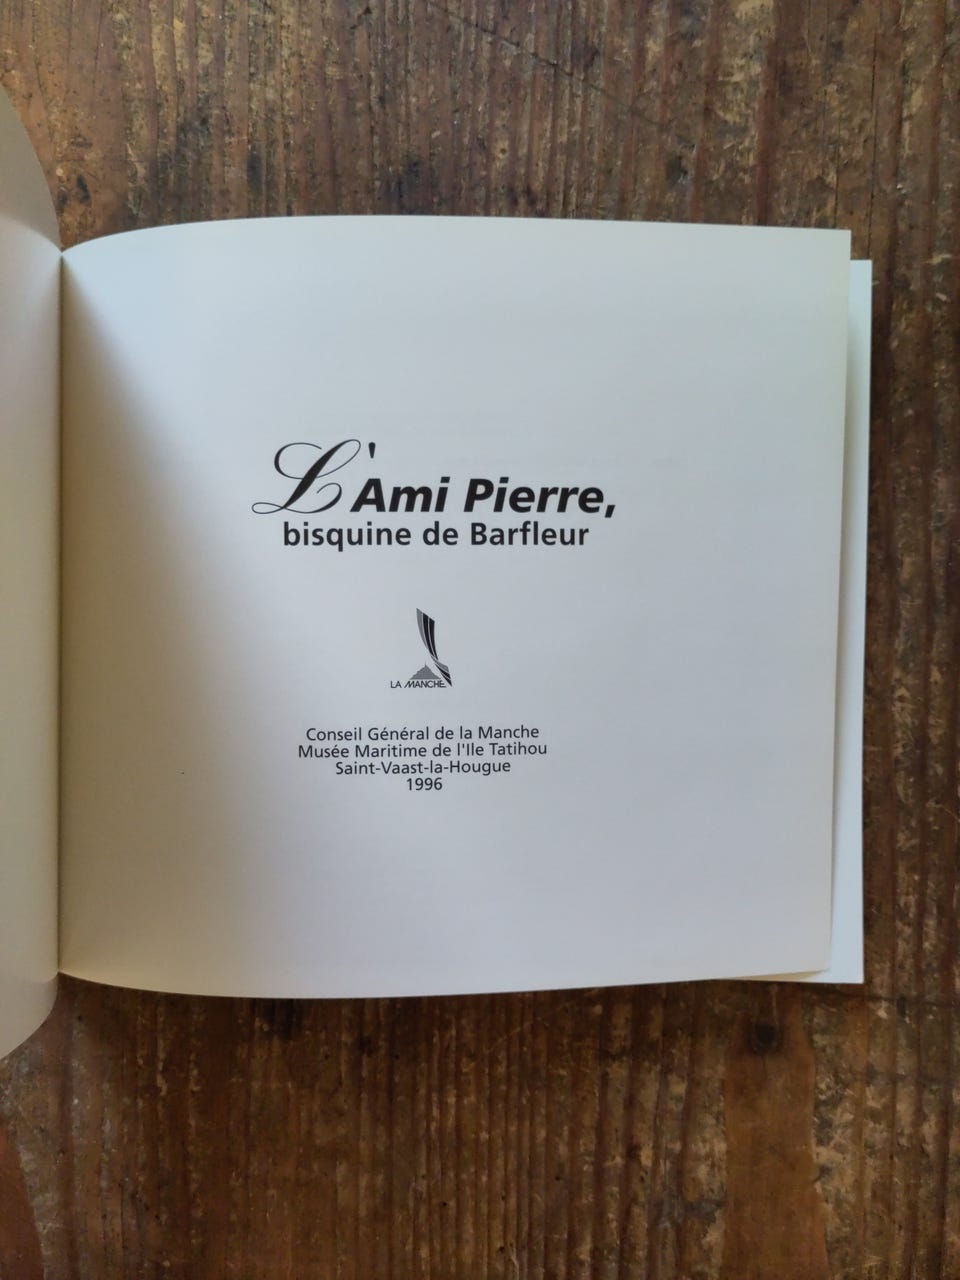 L'Ami Pierre,
bisquine de Barfleur
LA MANCHE
Conseil Général de la Manche
Musée Maritime de l'Ile Tatihou
Saint-Vaast-la-Hougue
1996